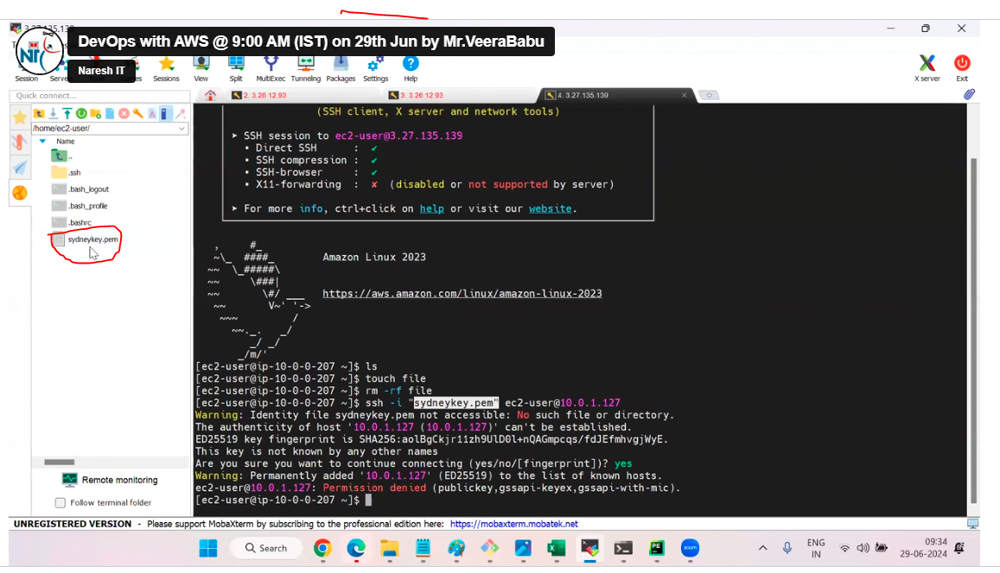 3.27.135.139
DevOps with AWS @ 9:00 AM (IST) on 29th Jun by Mr.VeeraBabu
Naresh IT
Session Servers Sessions View Split MultiExec Tunneling Packages Settings Help X server Exit
Quick connect...
2. 3.26.12.93
3. 3.26.12.93
4. 3.27.135.139
/home/ec2-user/
Name
..
.ssh
.bash_logout
.bash_profile
.bashrc
sydneykey.pem
Remote monitoring
Follow terminal folder
(SSH client, X server and network tools)
➤ SSH session to ec2-user@3.27.135.139
• Direct SSH : ✔
• SSH compression : ✔
• SSH-browser : ✔
• X11-forwarding : ✘ (disabled or not supported by server)
➤ For more info, ctrl+click on help or visit our website.
, #_
~\_ ####_ Amazon Linux 2023
~~ \_#####\
~~ \###|
~~ \#/ ___ https://aws.amazon.com/linux/amazon-linux-2023
~~ V~' '->
~~~ /
~~._. _/
_/ _/
_/m/'
[ec2-user@ip-10-0-0-207 ~]$ ls
[ec2-user@ip-10-0-0-207 ~]$ touch file
[ec2-user@ip-10-0-0-207 ~]$ rm -rf file
[ec2-user@ip-10-0-0-207 ~]$ ssh -i "sydneykey.pem" ec2-user@10.0.1.127
Warning: Identity file sydneykey.pem not accessible: No such file or directory.
The authenticity of host '10.0.1.127 (10.0.1.127)' can't be established.
ED25519 key fingerprint is SHA256:aolBgCkjr11zh9UlD0l+nQAGmpcqs/fdJEfmhvgjWyE.
This key is not known by any other names
Are you sure you want to continue connecting (yes/no/[fingerprint])? yes
Warning: Permanently added '10.0.1.127' (ED25519) to the list of known hosts.
ec2-user@10.0.1.127: Permission denied (publickey,gssapi-keyex,gssapi-with-mic).
[ec2-user@ip-10-0-0-207 ~]$
UNREGISTERED VERSION - Please support MobaXterm by subscribing to the professional edition here: https://mobaxterm.mobatek.net
Search
zoom
ENG
IN
09:34
29-06-2024